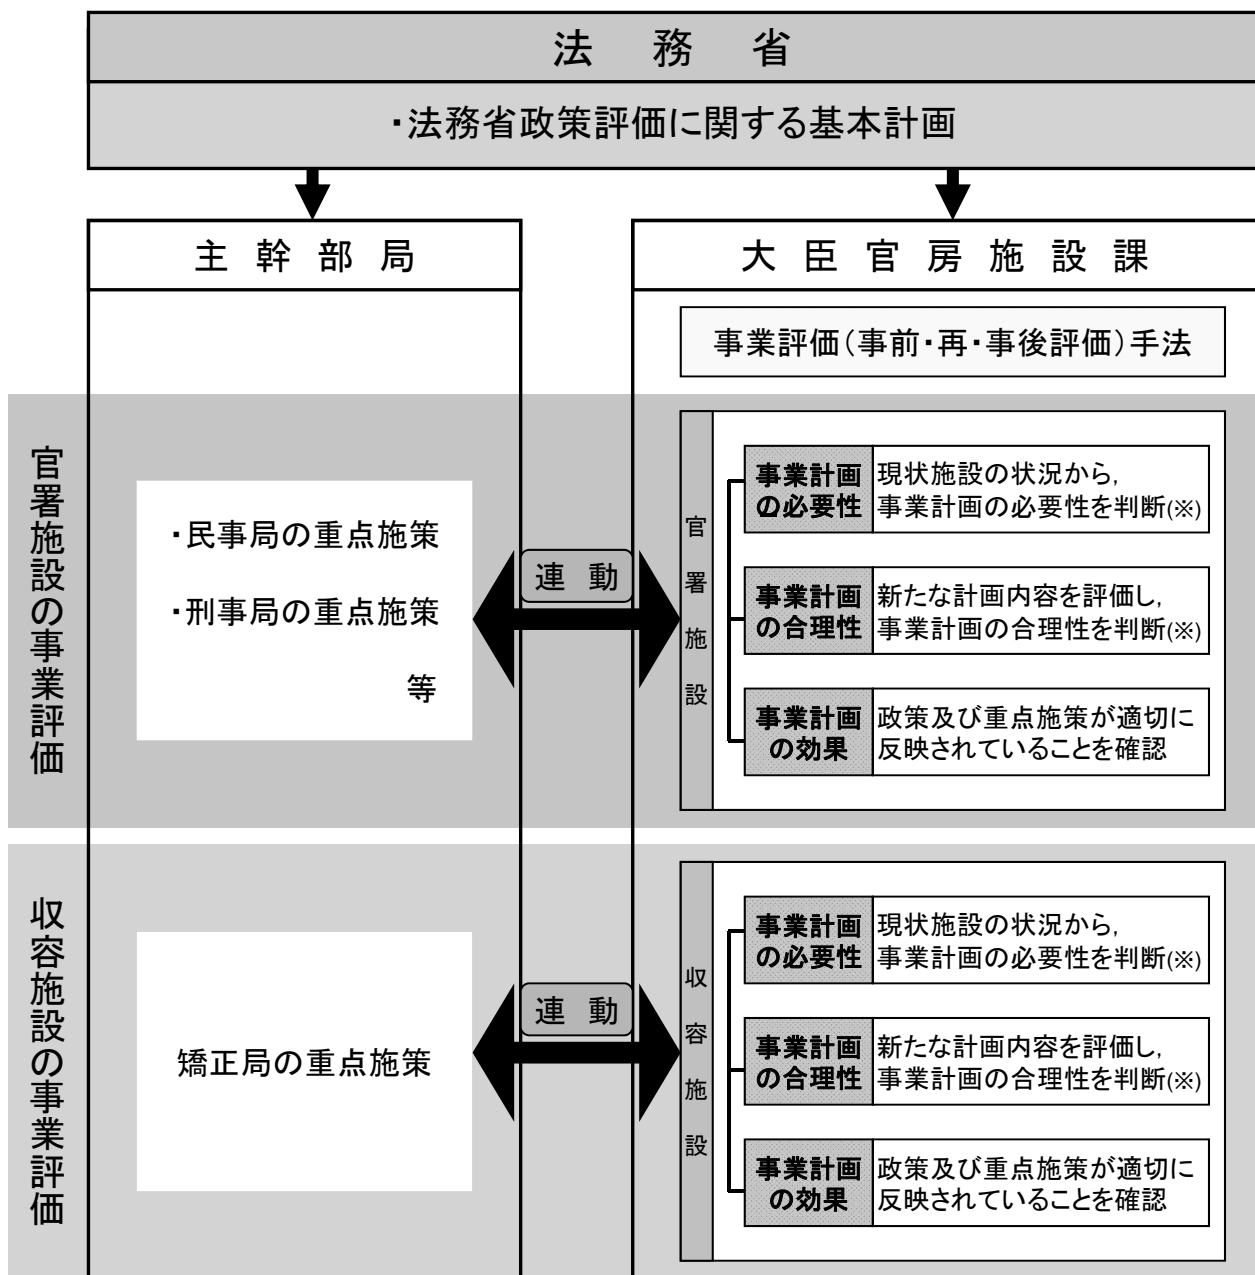 法務省
・法務省政策評価に関する基本計画
主幹部局
大臣官房施設課
事業評価（事前・再・事後評価）手法
官署施設の事業評価
・民事局の重点施策
・刑事局の重点施策
等
連動
官署施設
事業計画
の必要性
現状施設の状況から，
事業計画の必要性を判断(※)
事業計画
の合理性
新たな計画内容を評価し，
事業計画の合理性を判断(※)
事業計画
の効果
政策及び重点施策が適切に
反映されていることを確認
収容施設の事業評価
矯正局の重点施策
連動
収容施設
事業計画
の必要性
現状施設の状況から，
事業計画の必要性を判断(※)
事業計画
の合理性
新たな計画内容を評価し，
事業計画の合理性を判断(※)
事業計画
の効果
政策及び重点施策が適切に
反映されていることを確認